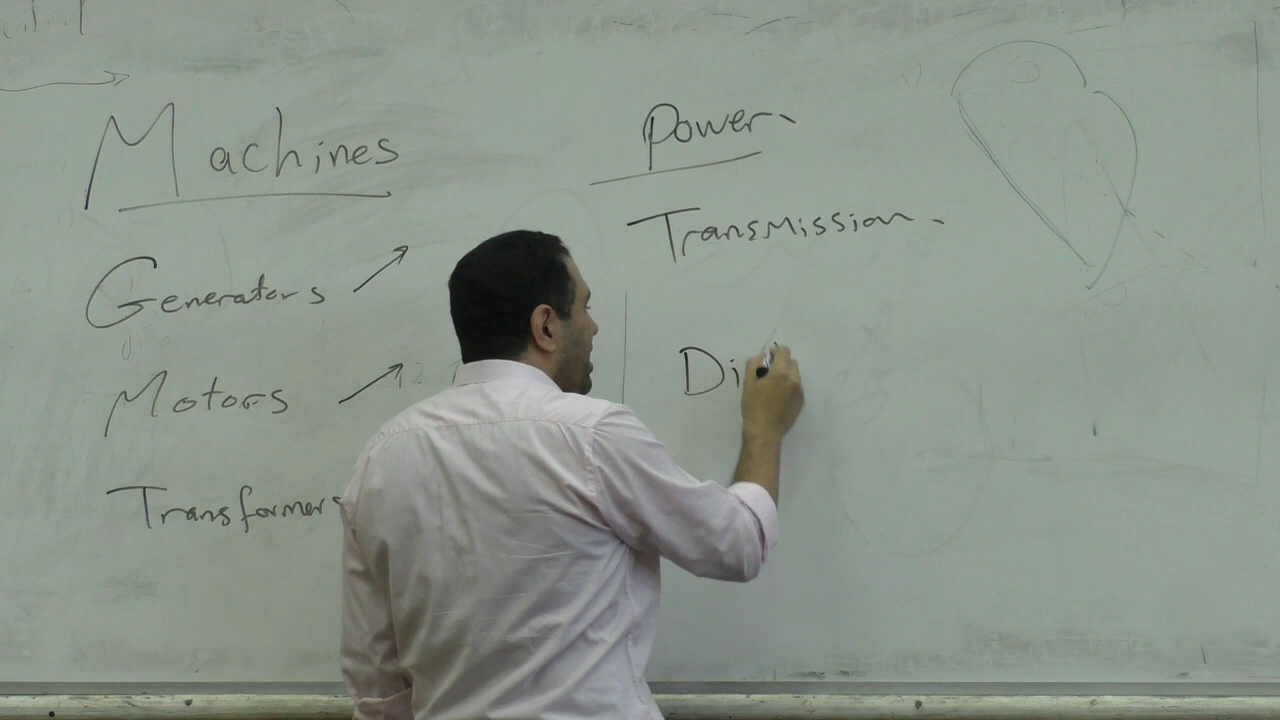 Machines
Generators
Motors
Transformers
Power
Transmission
Di